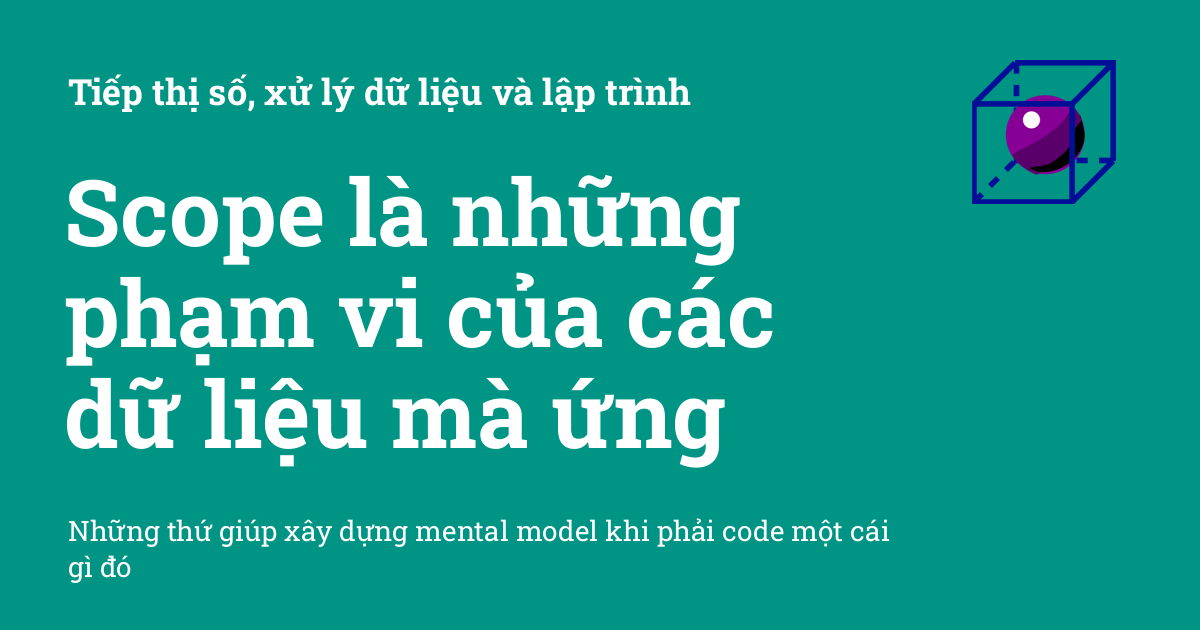 Tiếp thị số, xử lý dữ liệu và lập trình
Scope là những
phạm vi của các
dữ liệu mà ứng
Những thứ giúp xây dựng mental model khi phải code một cái
gì đó